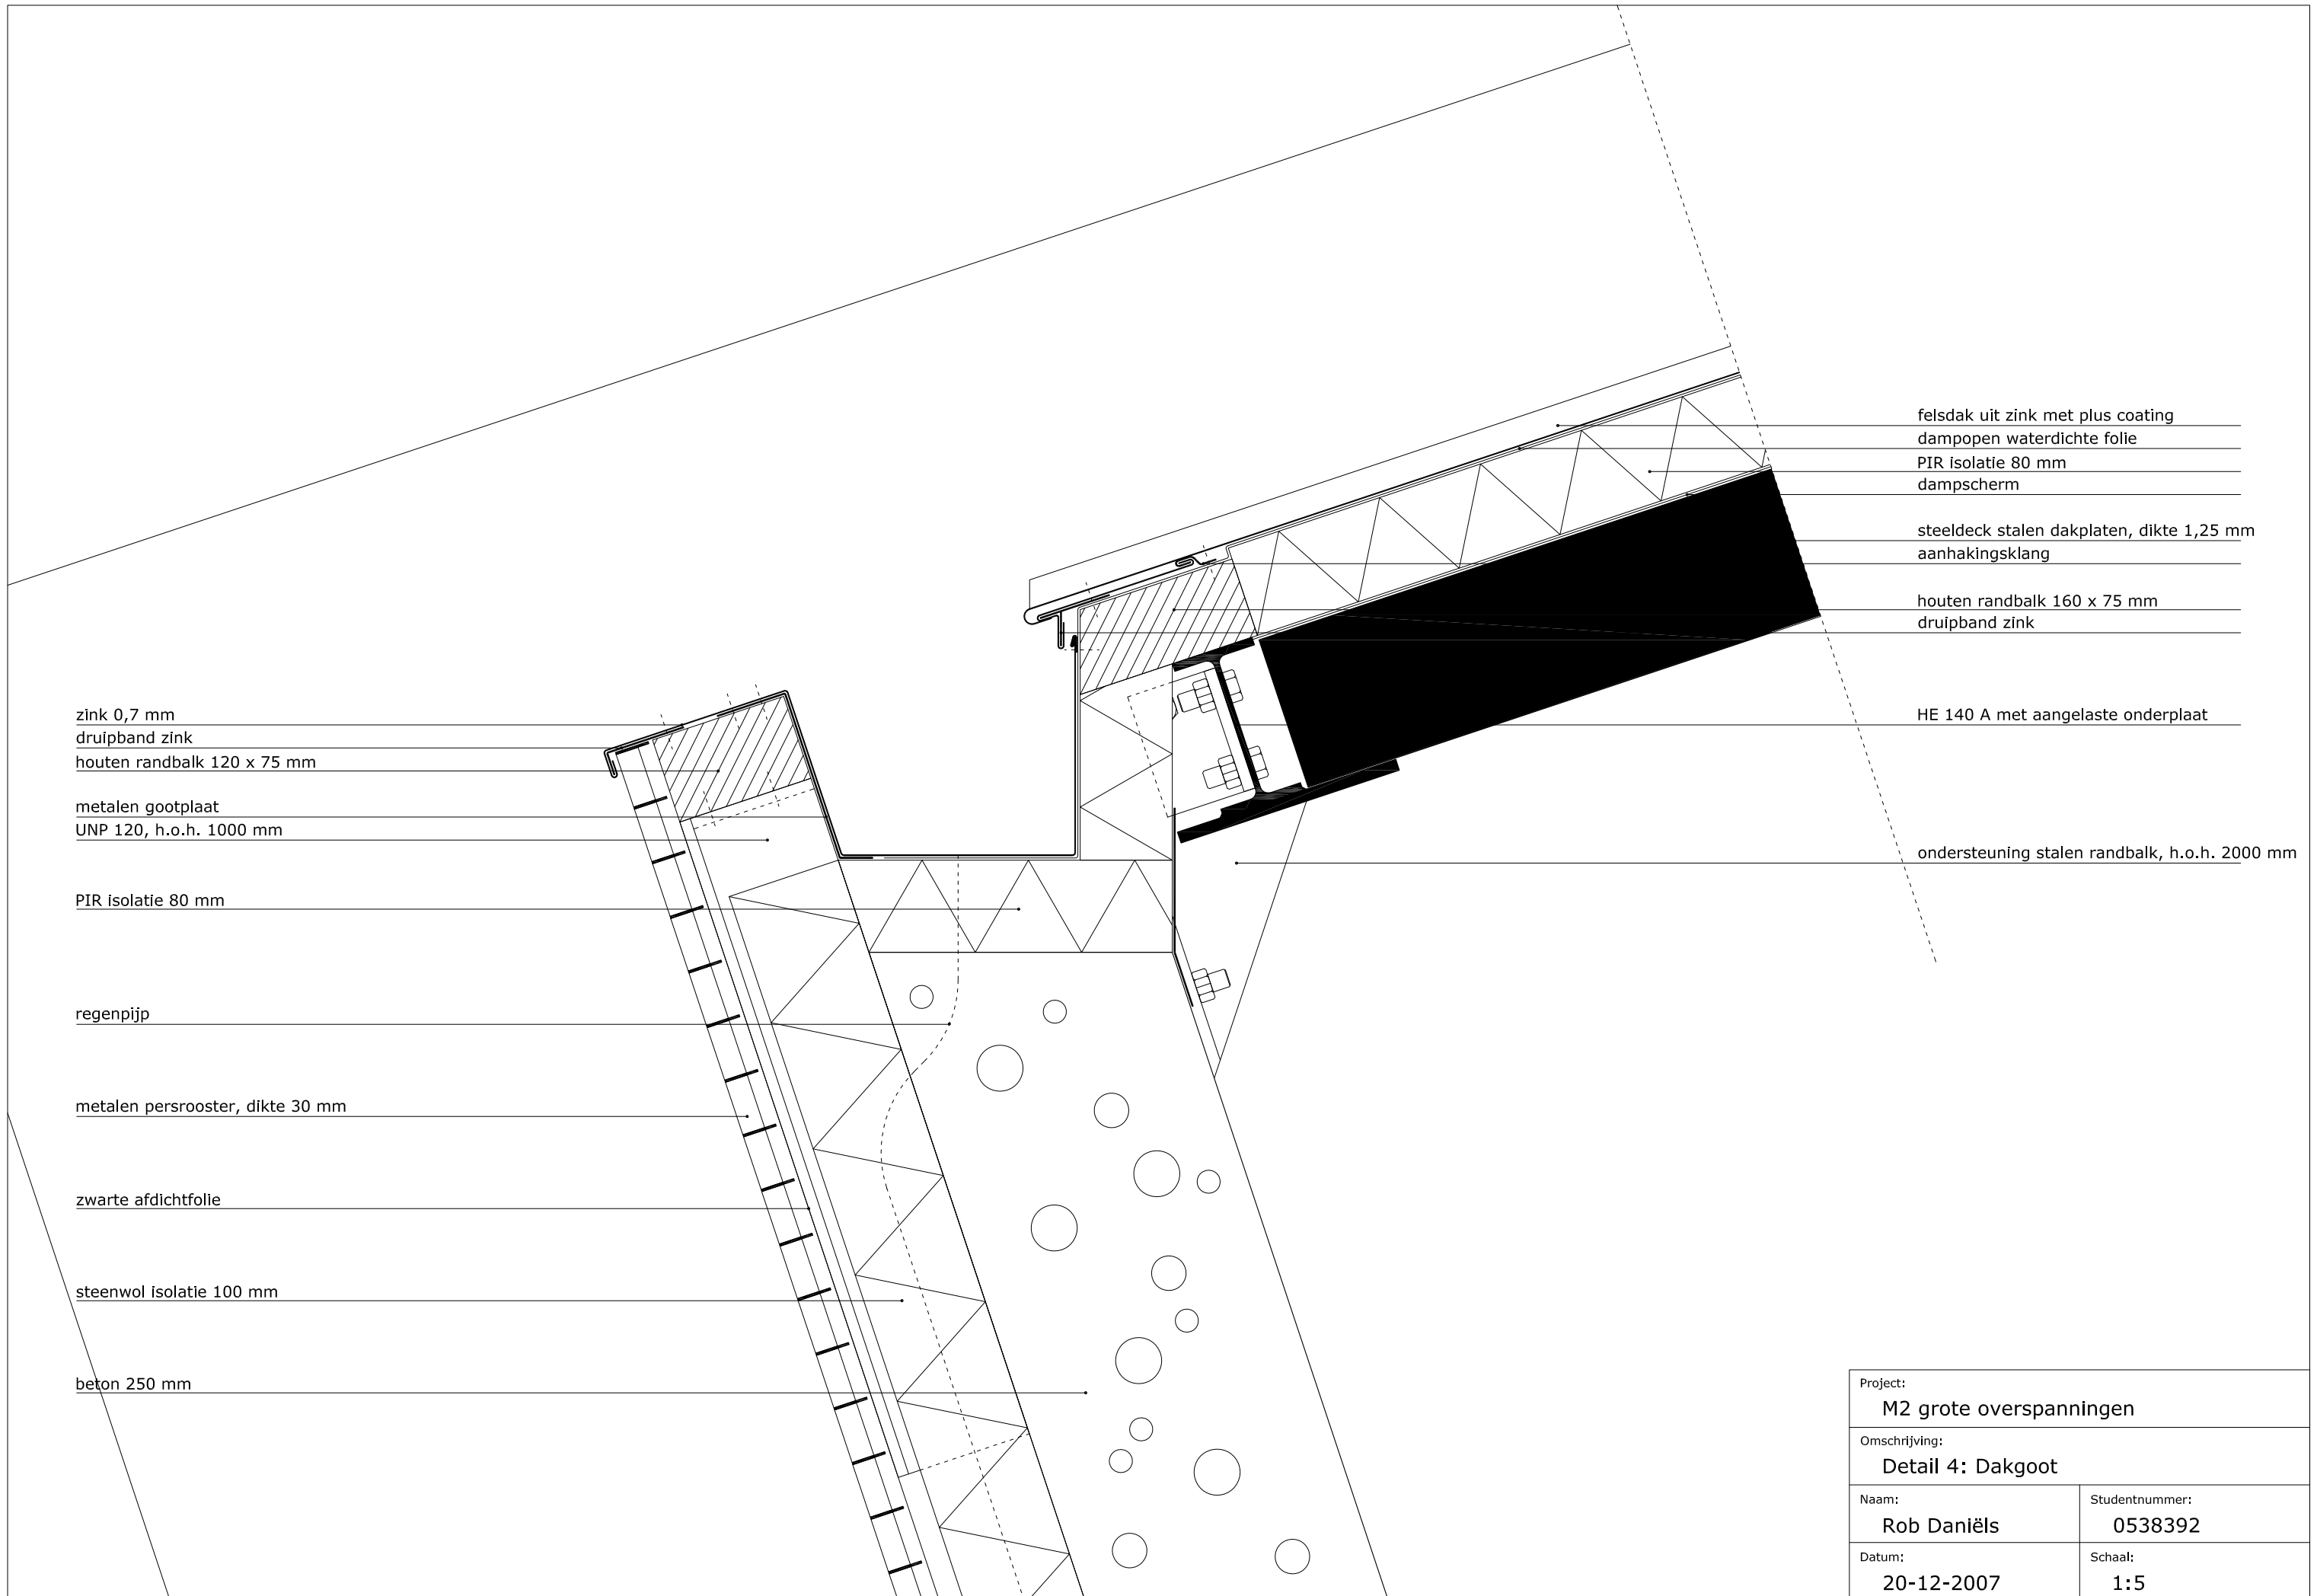 felsdak uit zink met plus coating
dampopen waterdichte folie
PIR isolatie 80 mm
dampscherm
steeldeck stalen dakplaten, dikte 1,25 mm
aanhakingsklang
houten randbalk 160 x 75 mm
druipband zink
HE 140 A met aangelaste onderplaat
ondersteuning stalen randbalk, h.o.h. 2000 mm
zink 0,7 mm
druipband zink
houten randbalk 120 x 75 mm
metalen gootplaat
UNP 120, h.o.h. 1000 mm
PIR isolatie 80 mm
regenpijp
metalen persrooster, dikte 30 mm
zwarte afdichtfolie
steenwol isolatie 100 mm
beton 250 mm
Project:
M2 grote overspanningen
Omschrijving:
Detail 4: Dakgoot
Naam:
Rob Daniëls
Studentnummer:
0538392
Datum:
20-12-2007
Schaal:
1:5